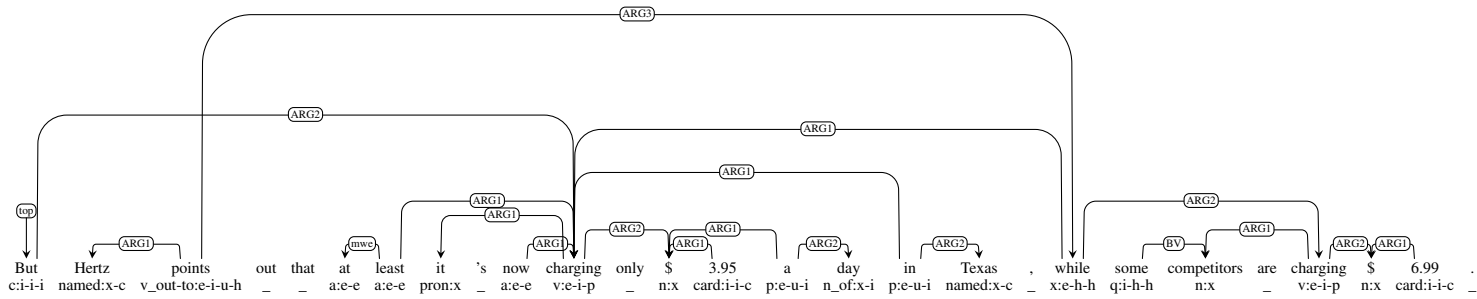 ARG3
ARG2
ARG1
ARG1
top ARG1 ARG2
ARG1
ARG1 mwe ARG1 ARG2 ARG1 ARG1 ARG2 ARG2 BV ARG1 ARG2 ARG1
But Hertz points out that at least it 's now charging only $ 3.95 a day in Texas , while some competitors are charging $ 6.99 .
c:i-i-i named:x-c v_out-to:e-i-u-h _ _ a:e-e a:e-e pron:x _ a:e-e v:e-i-p _ n:x card:i-i-c p:e-u-i n_of:x-i p:e-u-i named:x-c _ x:e-h-h q:i-h-h n:x _ v:e-i-p n:x card:i-i-c _